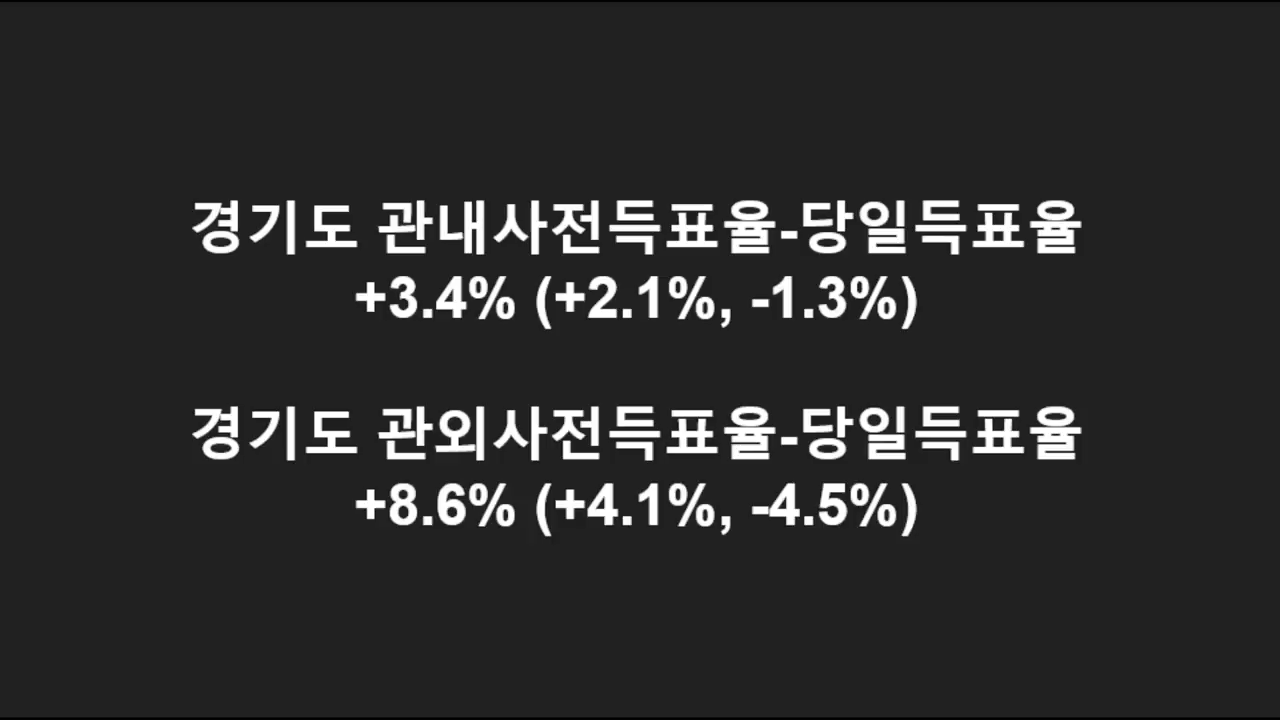 경기도 관내사전득표율-당일득표율
+3.4% (+2.1%, -1.3%)
경기도 관외사전득표율-당일득표율
+8.6% (+4.1%, -4.5%)